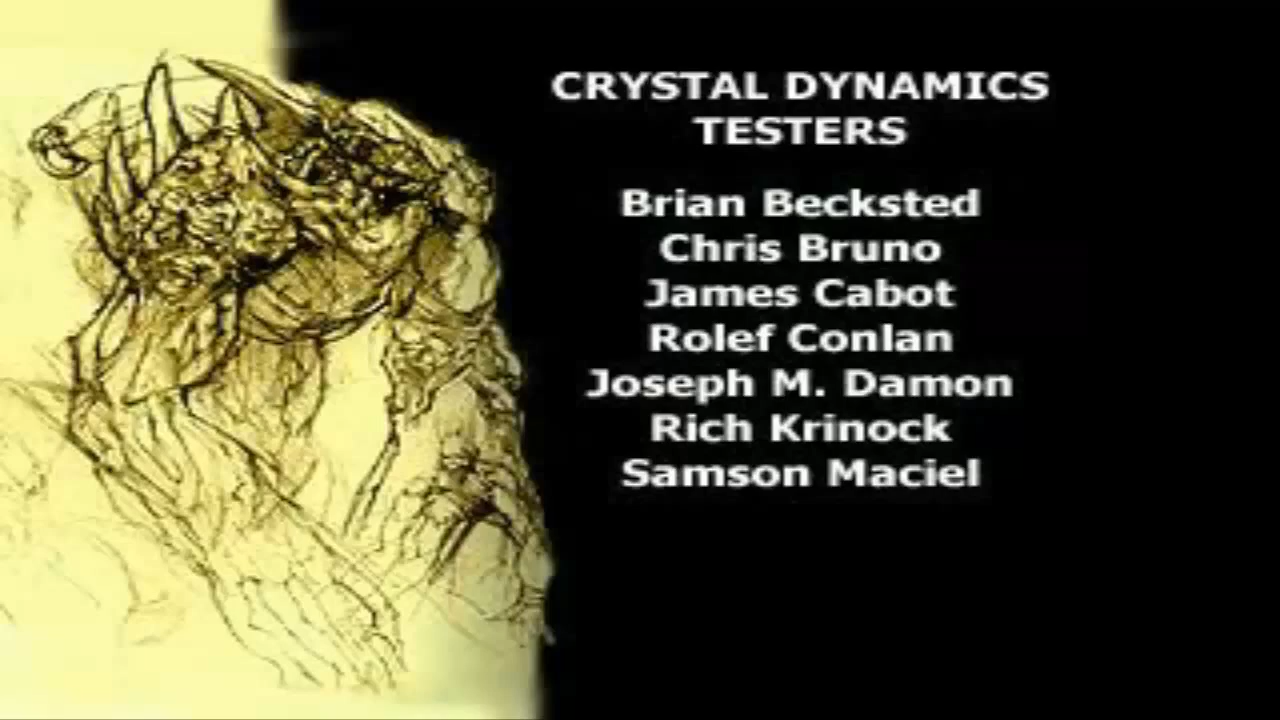 CRYSTAL DYNAMICS
TESTERS
Brian Becksted
Chris Bruno
James Cabot
Rolef Conlan
Joseph M. Damon
Rich Krinock
Samson Maciel